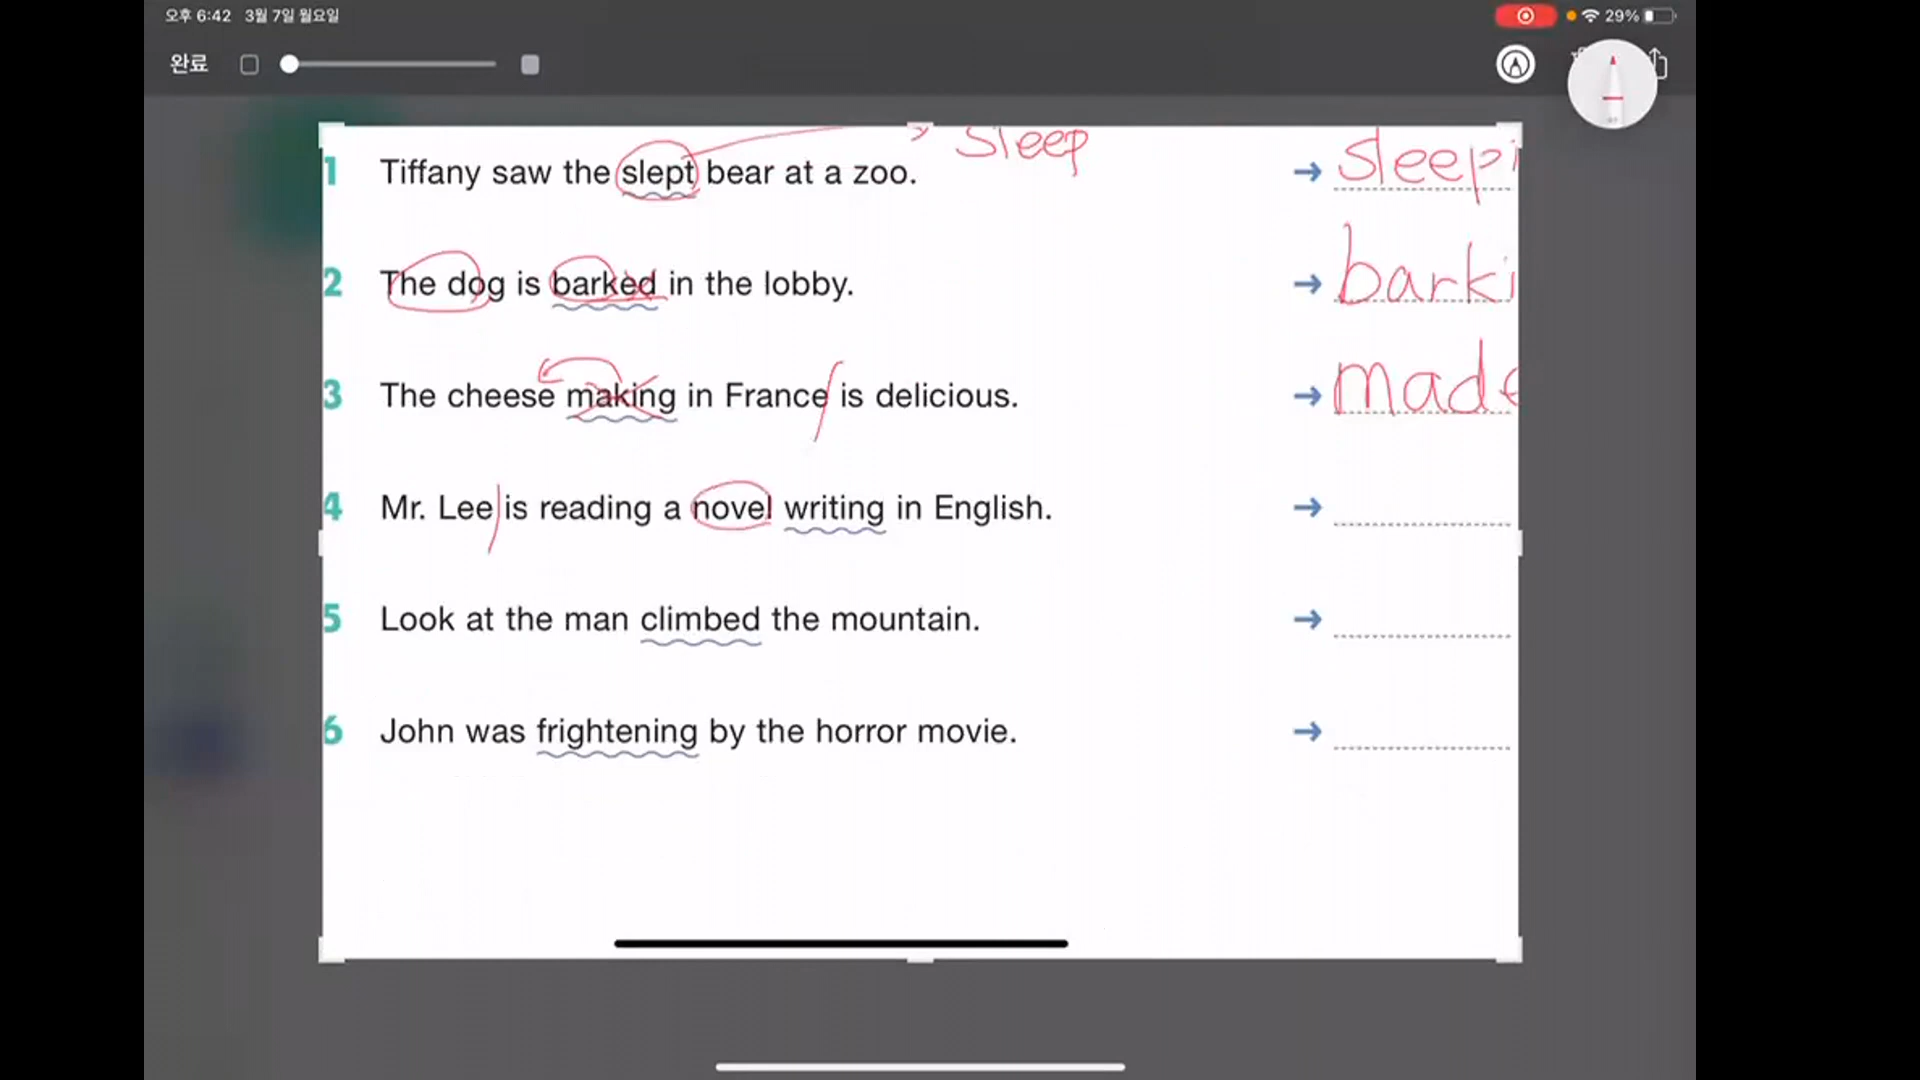 오후 6:42 3월 7일 월요일 29%
완료
sleep
1 Tiffany saw the slept bear at a zoo. → sleepi
2 The dog is barked in the lobby. → barki
3 The cheese making in France is delicious. → made
4 Mr. Lee is reading a novel writing in English. →
5 Look at the man climbed the mountain. →
6 John was frightening by the horror movie. →